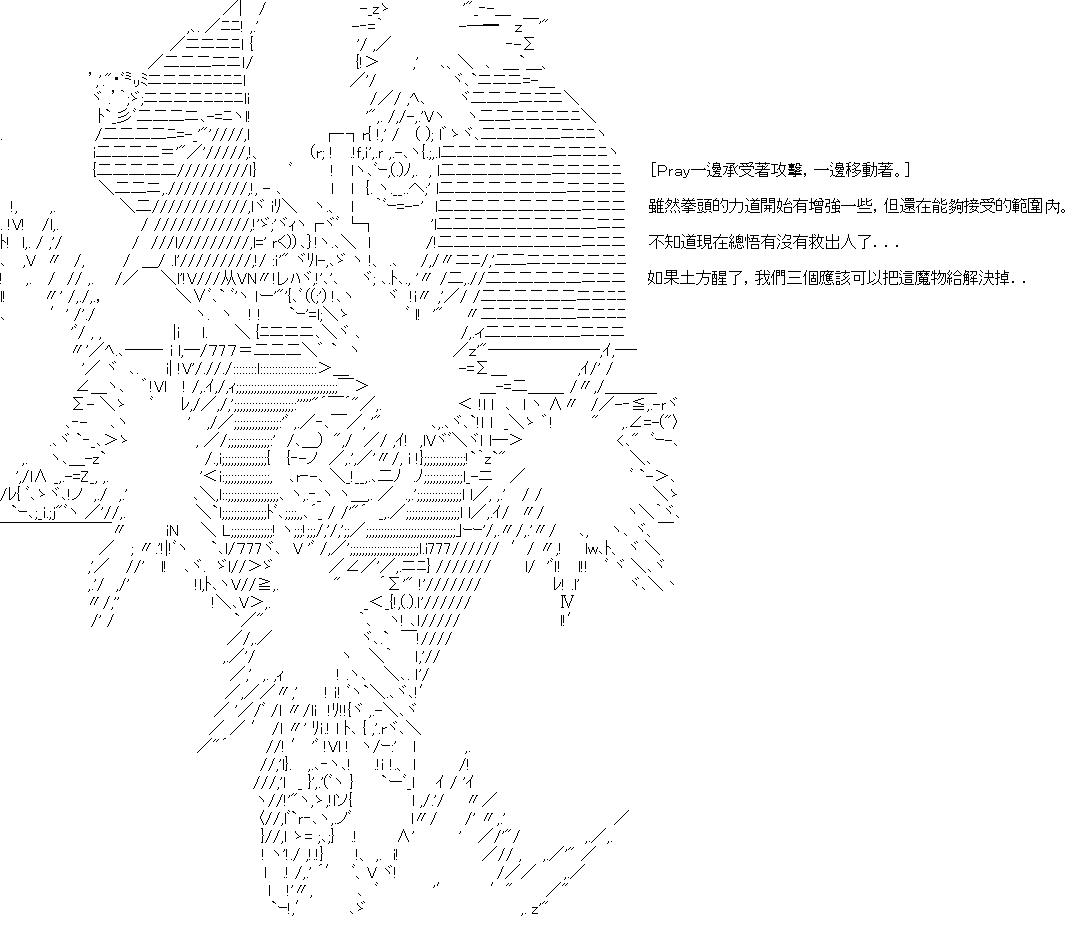 [Pray一邊承受著攻擊，一邊移動著。]
雖然拳頭的力道開始有增強一些，但還在能夠接受的範圍內。
不知道現在總悟有沒有救出人了...
如果土方醒了，我們三個應該可以把這魔物給解決掉..